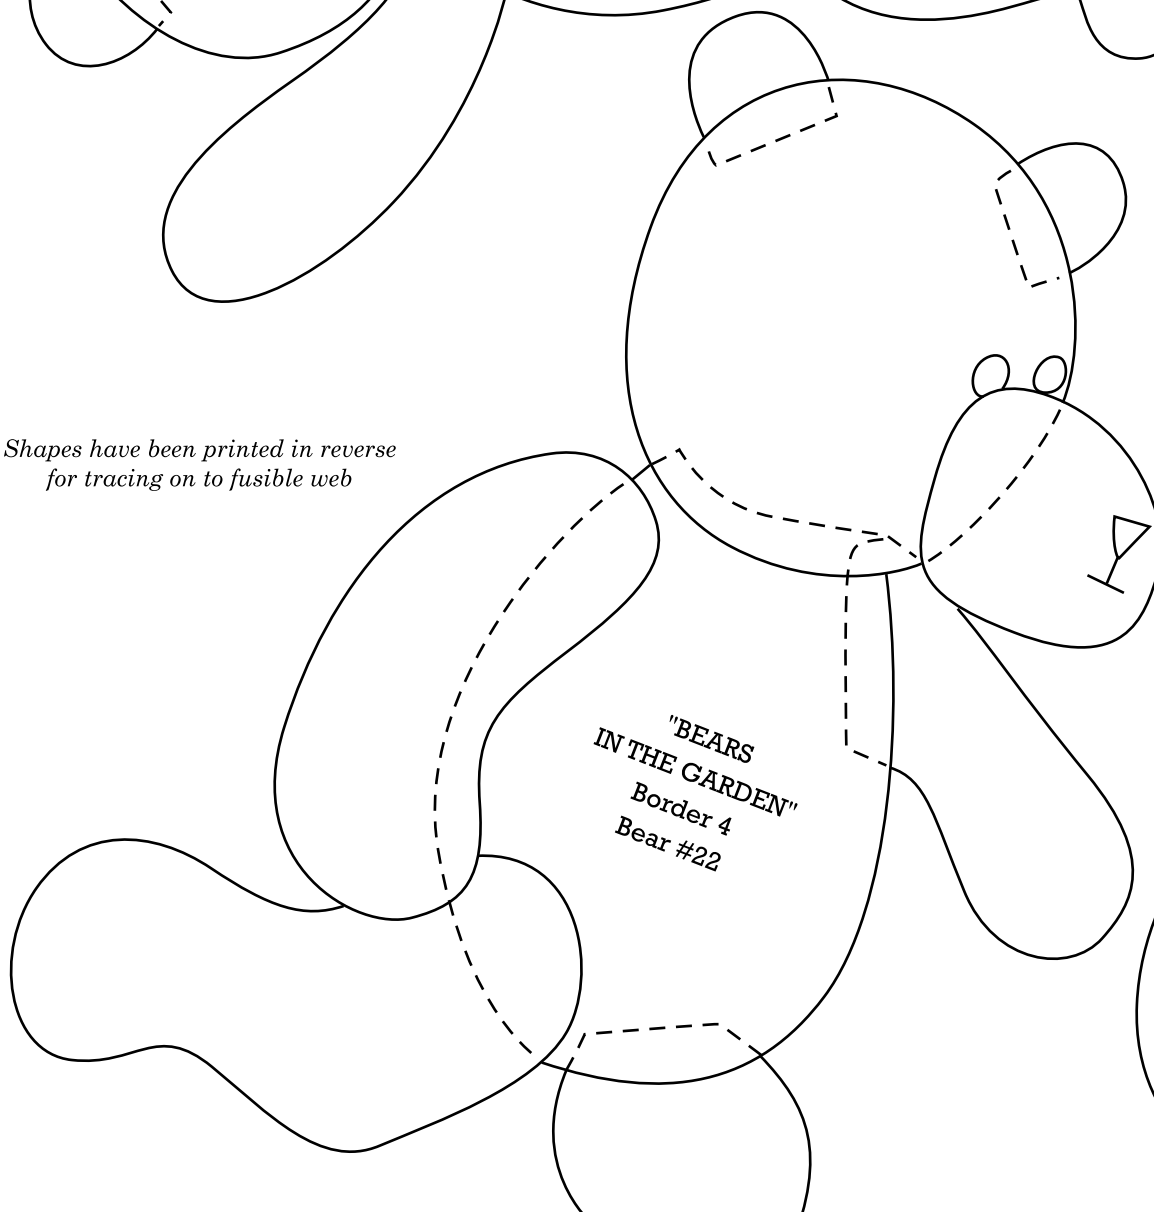 Shapes have been printed in reverse
for tracing on to fusible web
"BEARS
IN THE GARDEN"
Border 4
Bear #22